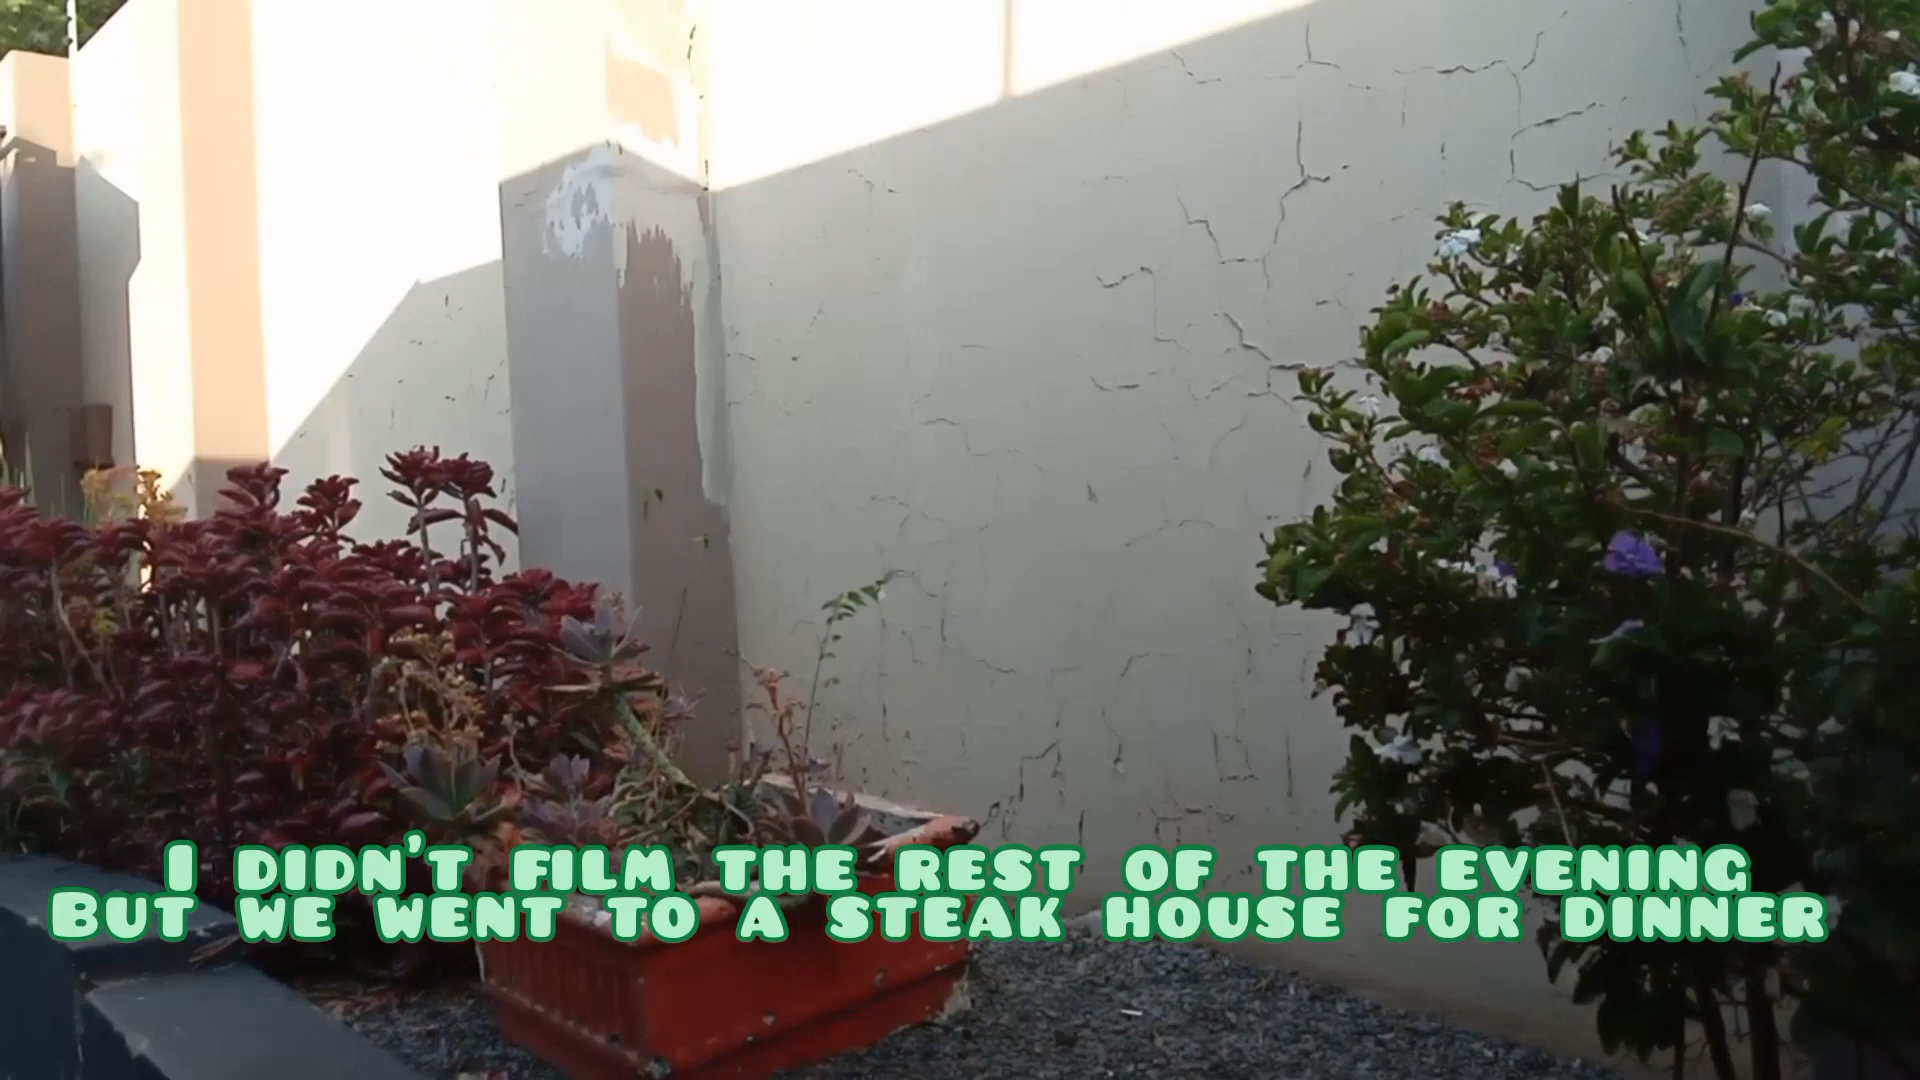 I didn't film the rest of the evening
But we went to a steak house for dinner